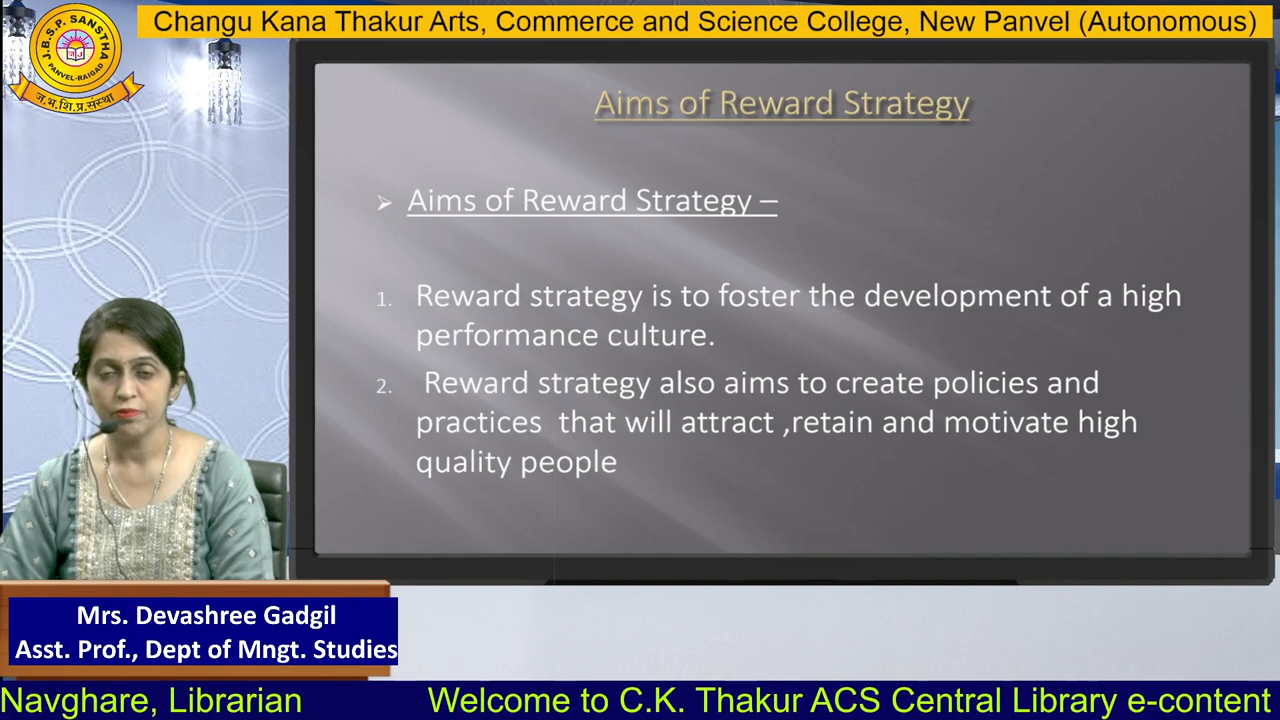 Changu Kana Thakur Arts, Commerce and Science College, New Panvel (Autonomous)
J.B.S.P. SANSTHA
PANVEL-RAIGAD
ज.भ.शि.प्र.संस्था
Aims of Reward Strategy
➢ Aims of Reward Strategy –
1. Reward strategy is to foster the development of a high
performance culture.
2. Reward strategy also aims to create policies and
practices that will attract ,retain and motivate high
quality people
Mrs. Devashree Gadgil
Asst. Prof., Dept of Mngt. Studies
Navghare, Librarian Welcome to C.K. Thakur ACS Central Library e-content